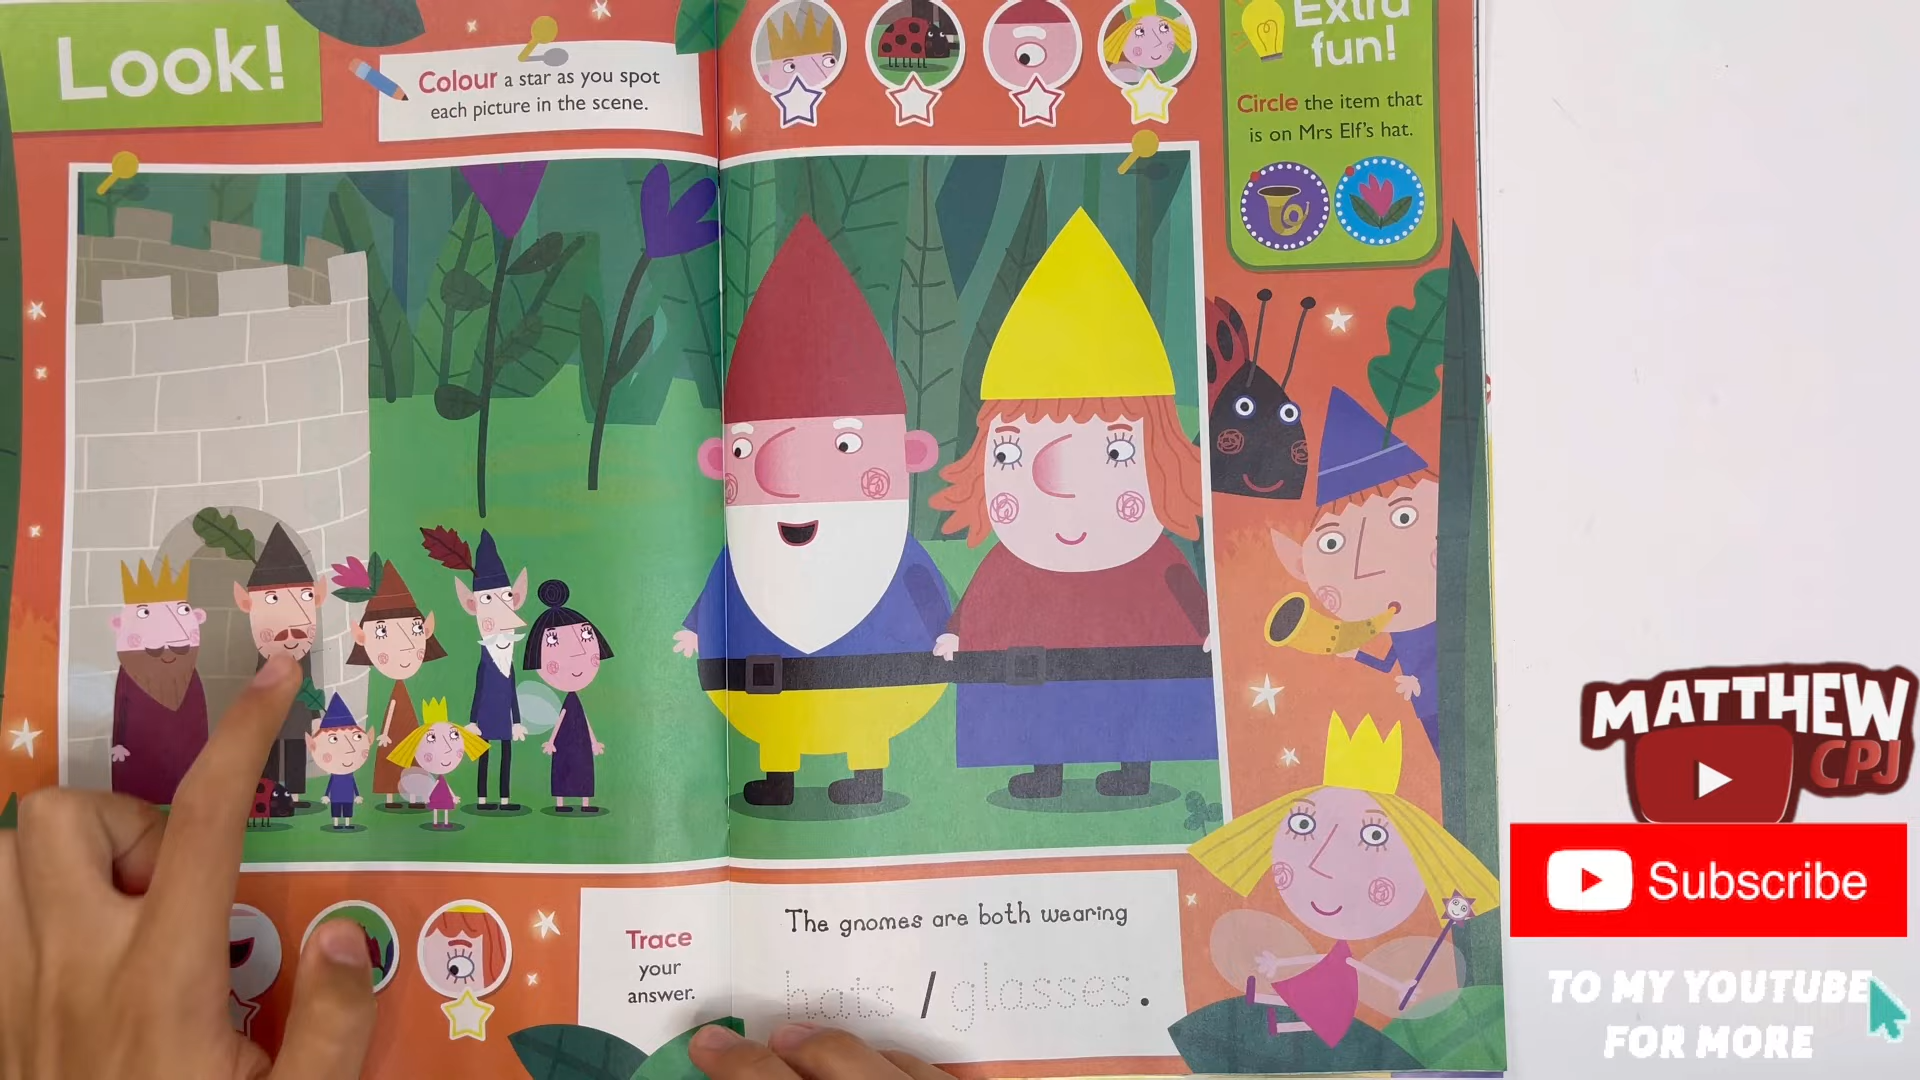 Look!
Colour a star as you spot
each picture in the scene.
Extra
fun!
Circle the item that
is on Mrs Elf's hat.
Trace
your
answer.
The gnomes are both wearing
hats / glasses.
MATTHEW
CPJ
Subscribe
TO MY YOUTUBE
FOR MORE